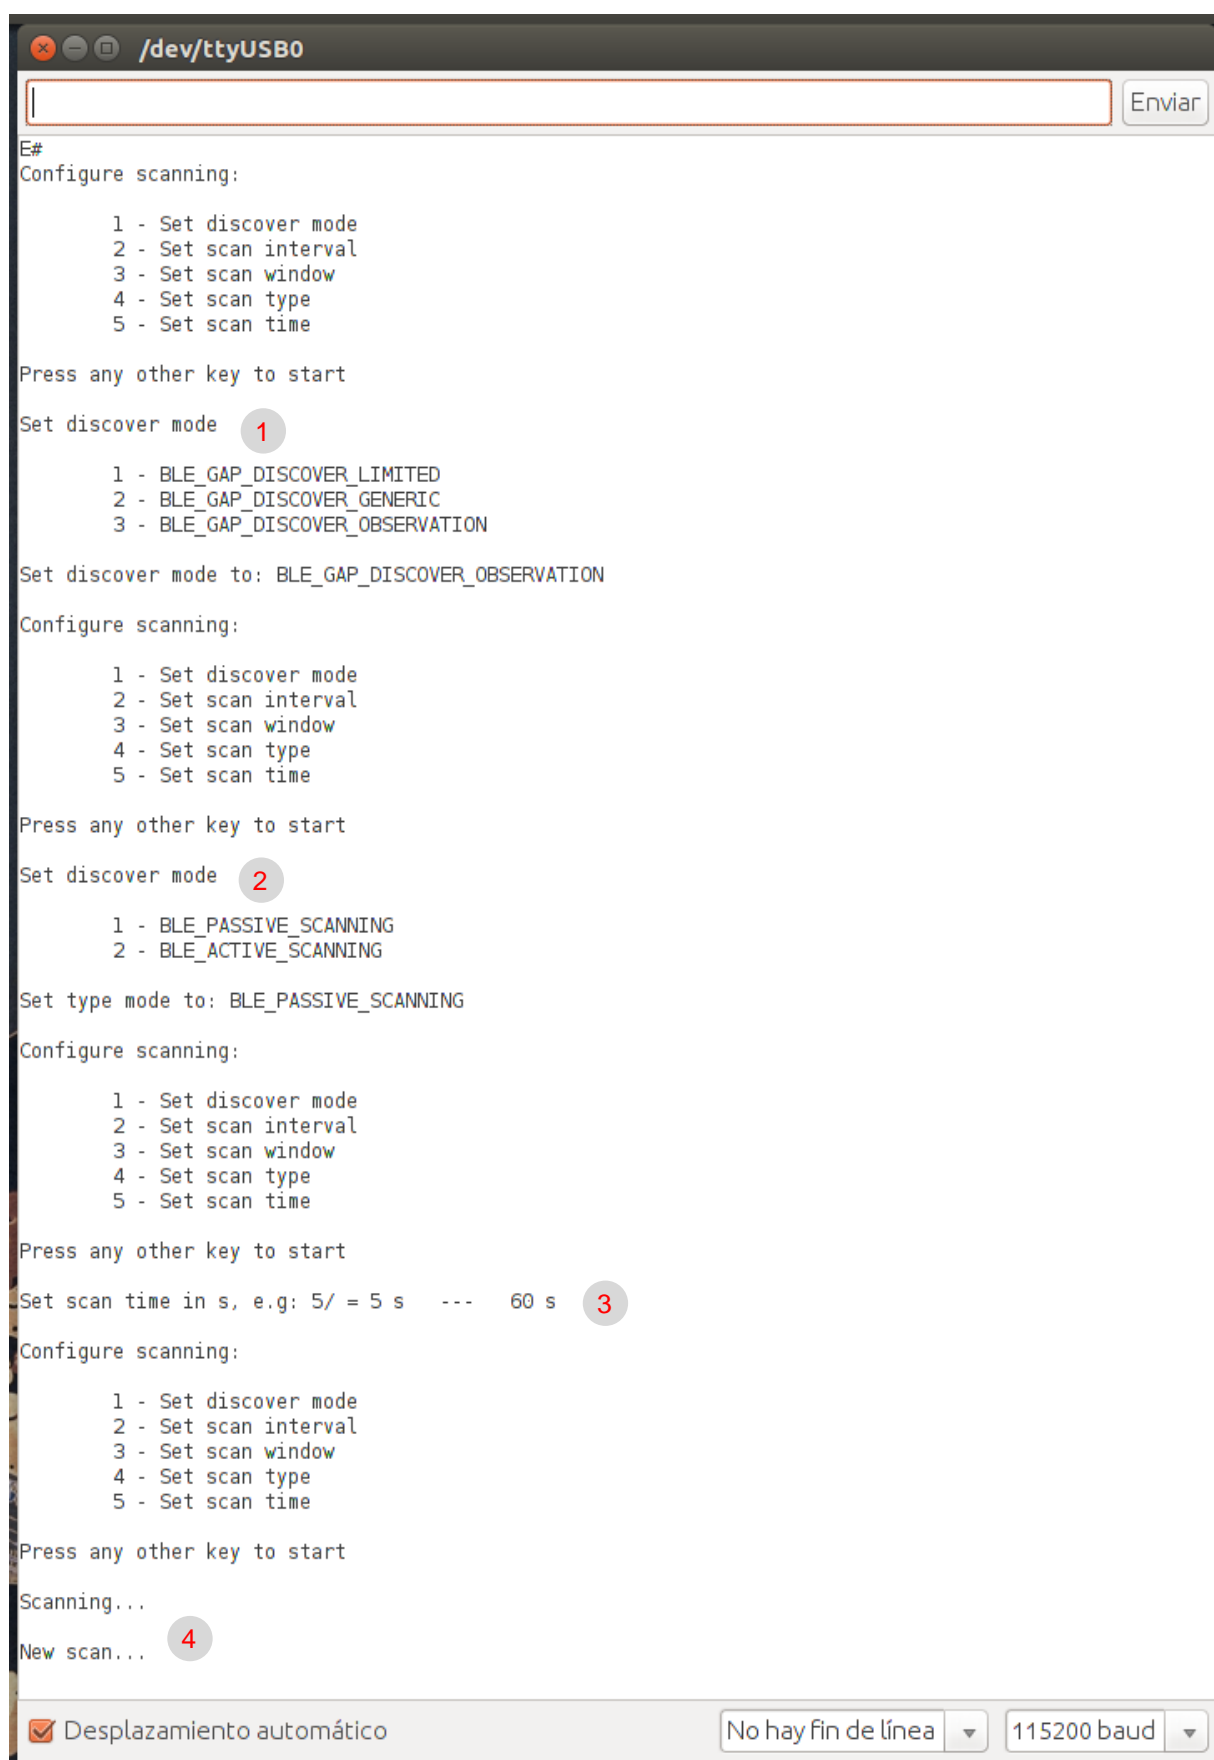 /dev/ttyUSB0
Enviar
E#
Configure scanning:
1 - Set discover mode
2 - Set scan interval
3 - Set scan window
4 - Set scan type
5 - Set scan time
Press any other key to start
Set discover mode 1
1 - BLE_GAP_DISCOVER_LIMITED
2 - BLE_GAP_DISCOVER_GENERIC
3 - BLE_GAP_DISCOVER_OBSERVATION
Set discover mode to: BLE_GAP_DISCOVER_OBSERVATION
Configure scanning:
1 - Set discover mode
2 - Set scan interval
3 - Set scan window
4 - Set scan type
5 - Set scan time
Press any other key to start
Set discover mode 2
1 - BLE_PASSIVE_SCANNING
2 - BLE_ACTIVE_SCANNING
Set type mode to: BLE_PASSIVE_SCANNING
Configure scanning:
1 - Set discover mode
2 - Set scan interval
3 - Set scan window
4 - Set scan type
5 - Set scan time
Press any other key to start
Set scan time in s, e.g: 5/ = 5 s --- 60 s 3
Configure scanning:
1 - Set discover mode
2 - Set scan interval
3 - Set scan window
4 - Set scan type
5 - Set scan time
Press any other key to start
Scanning...
New scan... 4
Desplazamiento automático No hay fin de línea 115200 baud